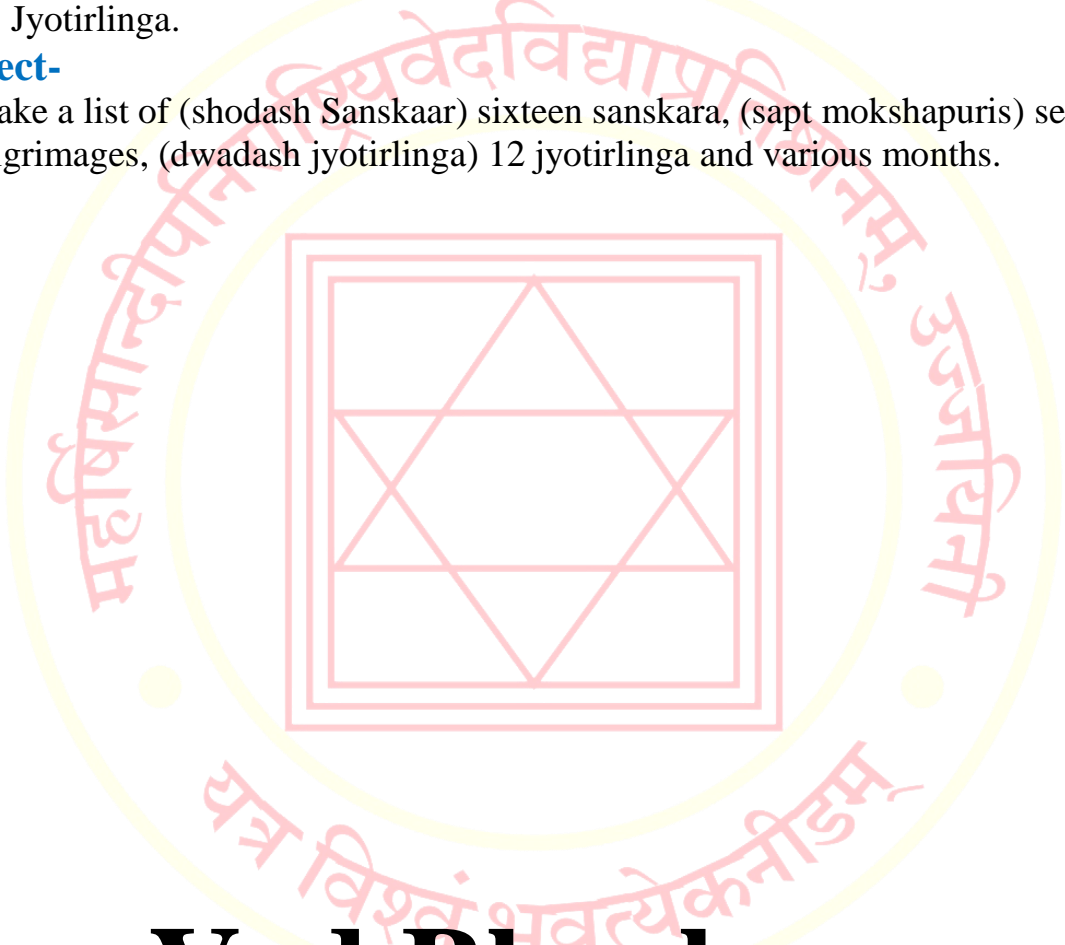 Jyotirlinga.
ect-
ake a list of (shodash Sanskaar) sixteen sanskara, (sapt mokshapuris) se
lgrimages, (dwadash jyotirlinga) 12 jyotirlinga and various months.
महर्षिसान्दीपनिराष्ट्रियवेदविद्याप्रतिष्ठानम्, उज्जयिनी
यत्र विश्वं भवत्येकनीडम्